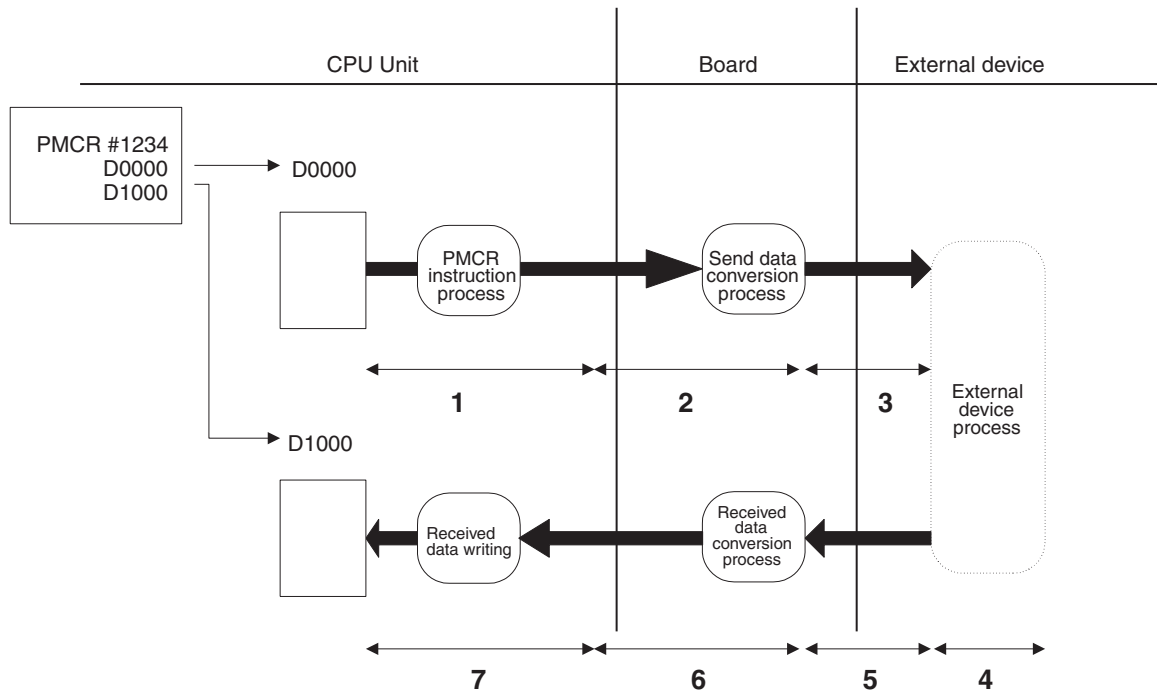 CPU Unit
Board
External device
PMCR #1234
D0000
D1000
D0000
PMCR
instruction
process
Send data
conversion
process
1
2
3
External
device
process
D1000
Received
data writing
Received
data
conversion
process
7
6
5
4